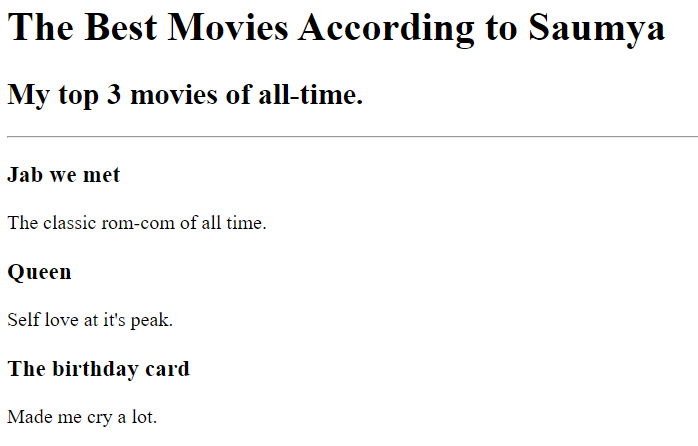 The Best Movies According to Saumya
My top 3 movies of all-time.
Jab we met
The classic rom-com of all time.
Queen
Self love at it's peak.
The birthday card
Made me cry a lot.